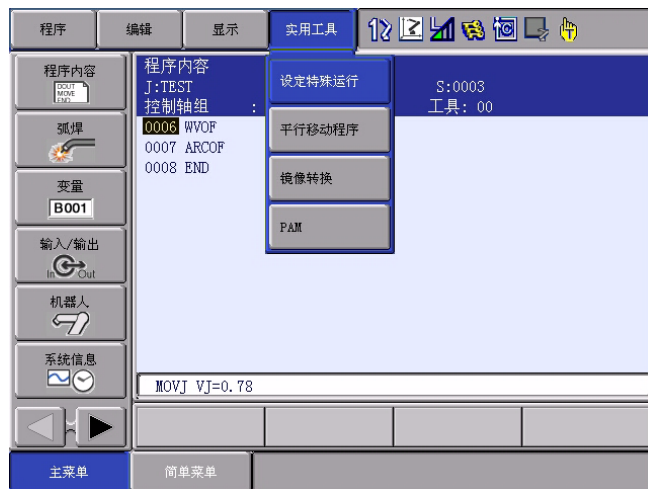 程序
编辑
显示
实用工具
程序内容
DOUT
MOVE
END
弧焊
变量
B001
输入/输出
In Out
机器人
系统信息
程序内容
J:TEST S:0003
控制轴组 : 工具: 00
0006 WVOF
0007 ARCOF
0008 END
设定特殊运行
平行移动程序
镜像转换
PAM
MOVJ VJ=0.78
主菜单
简单菜单